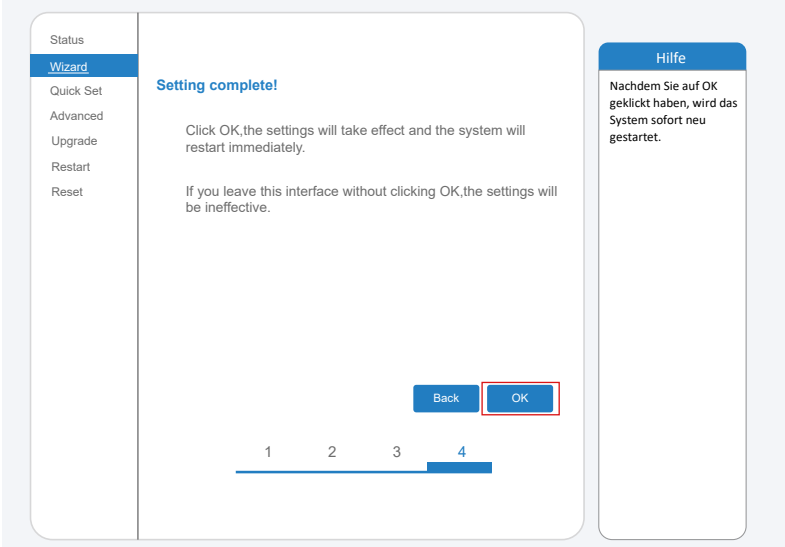 Status
Wizard
Quick Set
Advanced
Upgrade
Restart
Reset
Setting complete!
Click OK,the settings will take effect and the system will
restart immediately.
If you leave this interface without clicking OK,the settings will
be ineffective.
Back
OK
1 2 3 4
Hilfe
Nachdem Sie auf OK
geklickt haben, wird das
System sofort neu
gestartet.